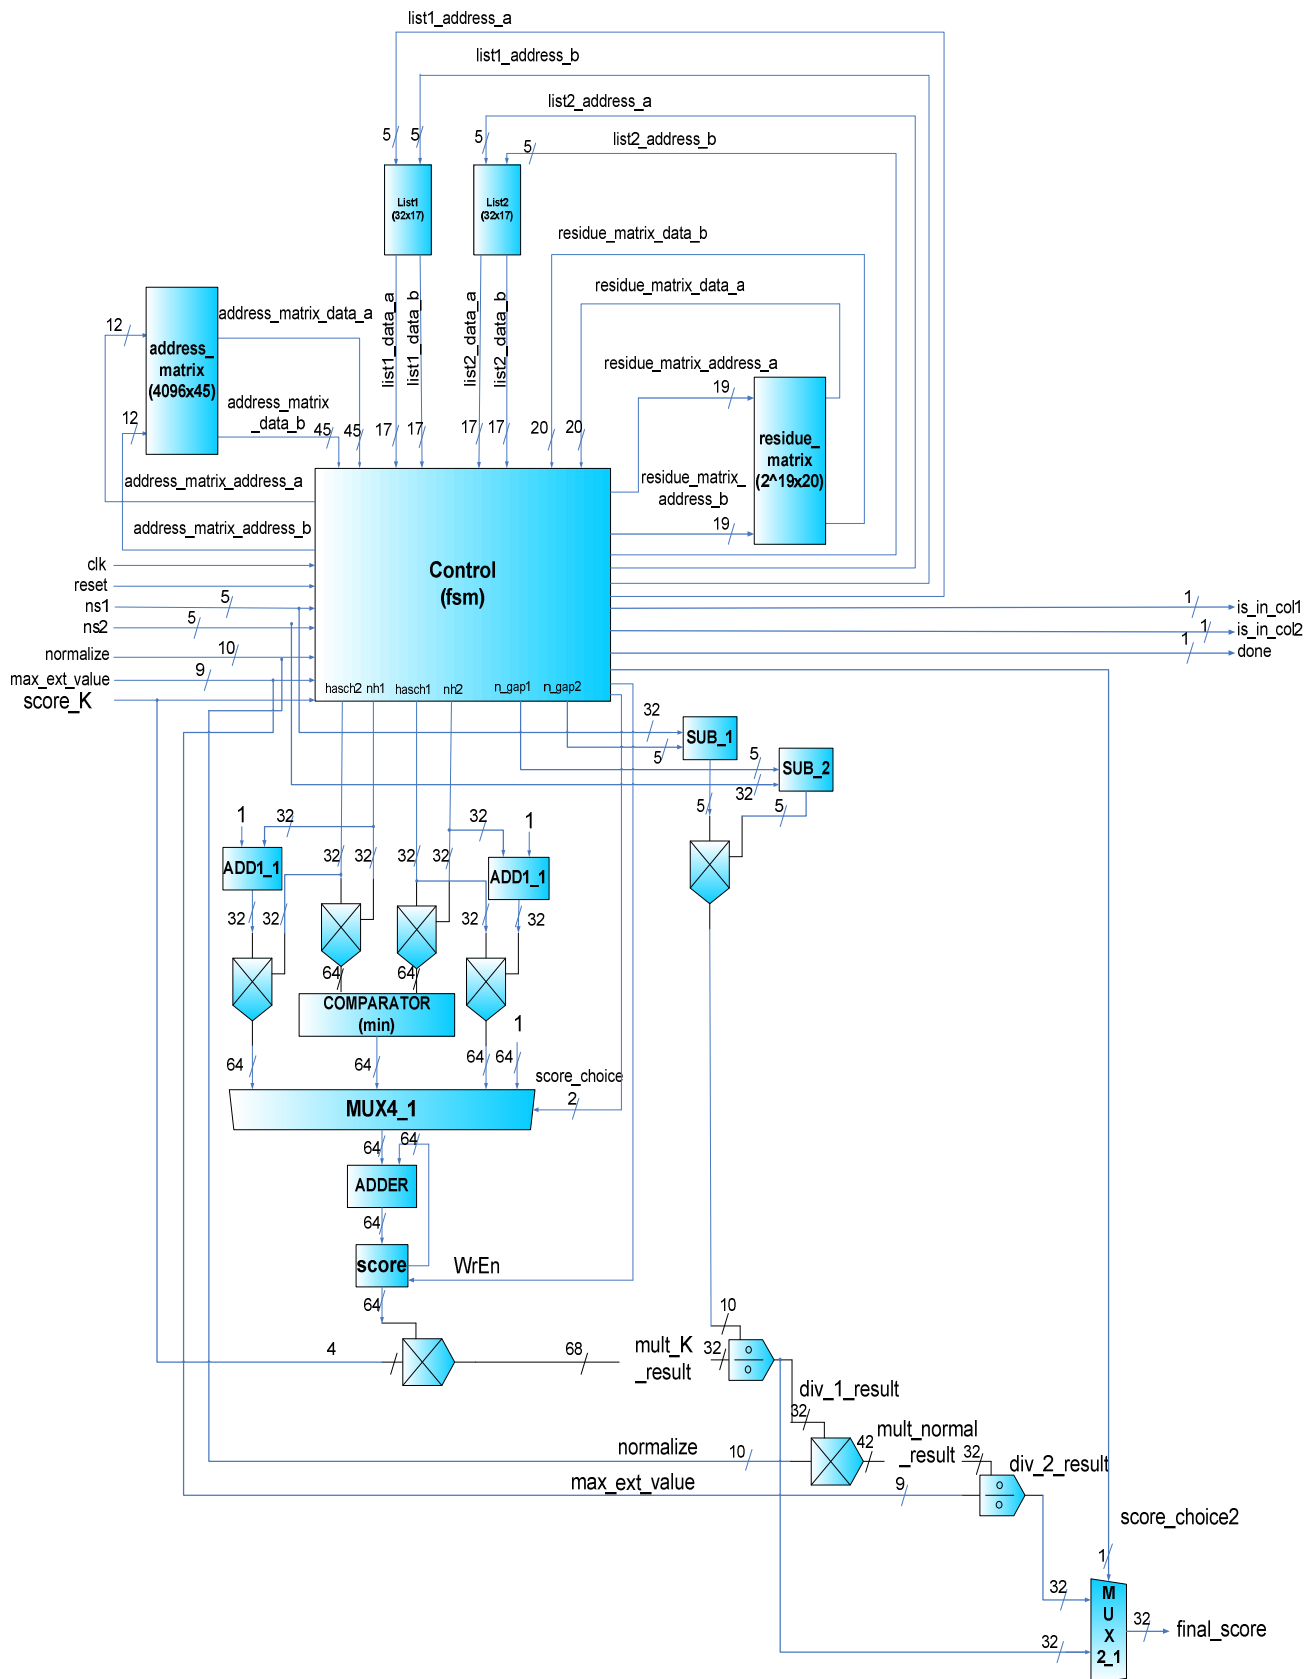 list1_address_a
list1_address_b
list2_address_a
list2_address_b
5
5
5
5
List1
(32x17)
List2
(32x17)
residue_matrix_data_b
residue_matrix_data_a
list1_data_a
list1_data_b
list2_data_a
list2_data_b
address_matrix_data_a
12
address_
matrix
(4096x45)
residue_matrix_address_a
19
address_matrix
_data_b
12
45
45
17
17
17
17
20
20
residue_
matrix
(2^19x20)
residue_matrix_
address_b
19
address_matrix_address_a
address_matrix_address_b
Control
(fsm)
clk
reset
ns1
5
ns2
5
normalize
10
max_ext_value
9
score_K
1
is_in_col1
1
is_in_col2
1
done
hasch2
nh1
hasch1
nh2
n_gap1
n_gap2
32
5
SUB_1
5
32
SUB_2
5
5
1
32
32
32
32
32
32
1
ADD1_1
ADD1_1
32
32
32
32
64
64
COMPARATOR
(min)
1
64
64
64
64
score_choice
2
MUX4_1
64
64
ADDER
64
score
WrEn
64
4
68
mult_K
_result
10
32
div_1_result
32
normalize
10
42
mult_normal
_result
32
div_2_result
max_ext_value
9
score_choice2
1
32
32
M
U
X
2_1
32
final_score